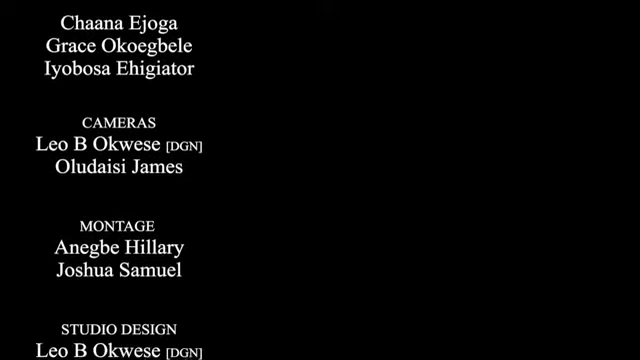 Chaana Ejoga
Grace Okoegbele
Iyobosa Ehigiator
CAMERAS
Leo B Okwese [DGN]
Oludaisi James
MONTAGE
Anegbe Hillary
Joshua Samuel
STUDIO DESIGN
Leo B Okwese [DGN]